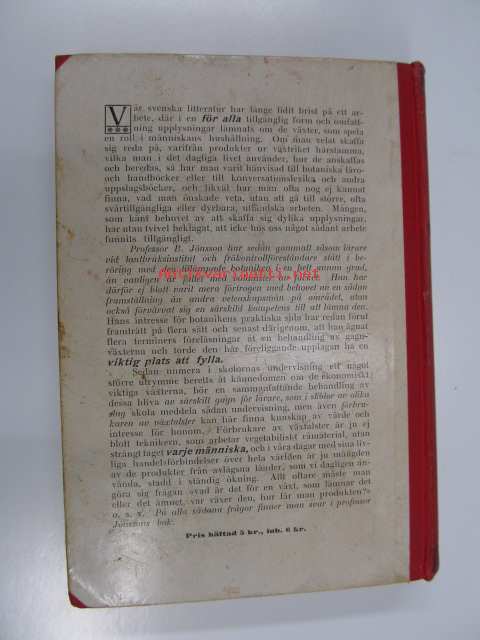 Vår svenska litteratur har länge lidit brist på ett ar-
bete, där i en för alla tillgänglig form och omfatt-
ning upplysningar lämnats om de växter, som spela
en roll i människans hushållning. Om man velat skaffa
sig reda på, varifrån produkter ur växtriket härstamma,
vilka man i det dagliga livet använder, hur de anskaffas
och beredas, så har man varit hänvisad till botaniska läro-
och handböcker eller till konversationslexika och andra
uppslagsböcker, och likväl har man ofta nog ej kunnat
finna, vad man önskade veta, utan att gå till större, ofta
svårtillgängliga eller dyrbara, utländska arbeten. Mången,
som känt behovet av att skaffa sig dylika upplysningar,
har utan tvivel beklagat, att icke hos oss något sådant arbete
funnits tillgängligt.
Professor B. Jönsson har sedan gammalt såsom lärare
vid lantbruksinstitut och frökontrollföreståndare stått i be-
röring med den tillämpade botaniken i en helt annan grad,
än vanligen är fallet med botanister av facket. Han har
därför ej blott varit mera förtrogen med behovet av en sådan
framställning än andra vetenskapsmän på området, utan
också förvärvat sig en särskild kompetens till att lämna den.
Hans intresse för botanikens praktiska sida har redan förut
framträtt på flera sätt och senast därigenom, att han ägnat
flera terminers föreläsningar åt en behandling av gagn-
växterna och torde den här föreliggande upplagan ha en
viktig plats att fylla.
Sedan numera i skolornas undervisning ett något
större utrymme beretts åt kännedomen om de ekonomiskt
viktiga växterna, bör en sammanfattande behandling av
dessa bliva av särskild gagn för lärare, som i skolor av olika
slag skola meddela sådan undervisning, men även förbru-
karen av växtalster kan här finna kunskap av värde och
intresse för honom. Förbrukare av växtalster är ju ej
blott teknikern, som arbetar vegetabiliskt råmaterial, utan
strängt taget varje människa, och i våra dagar med sina liv-
liga handelsförbindelser över hela världen är ju mängden
av de produkter från avlägsna länder, som vi dagligen an-
vända, stadd i ständig ökning. Allt oftare måste man
göra sig frågan »vad är det för en växt, som lämnar det
eller det ämnet, var växer den, hur får man produkten?»
o. s. v. På alla sådana frågor finner man svar i professor
Jönssons bok.
Pris häftad 5 kr., inb. 6 kr.